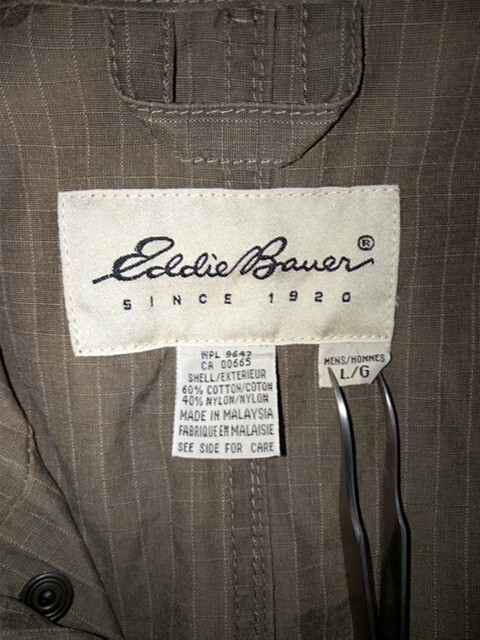 Eddie Bauer®
SINCE 1920
WPL 9643
CA 00665
SHELL/EXTERIEUR
60% COTTON/COTON
40% NYLON/NYLON
MADE IN MALAYSIA
FABRIQUE EN MALAISIE
SEE SIDE FOR CARE
MENS/HOMMES
L/G